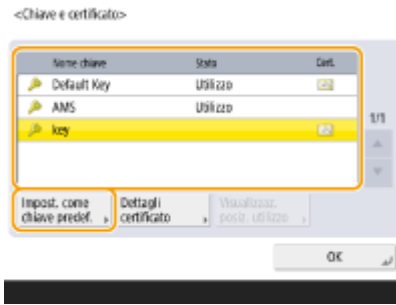 <Chiave e certificato>
Nome chiave Stato Cert.
Default Key Utilizzo
AMS Utilizzo
key
1/1
Impost. come chiave predef.
Dettagli certificato
Visualizzaz. posiz. utilizzo
OK